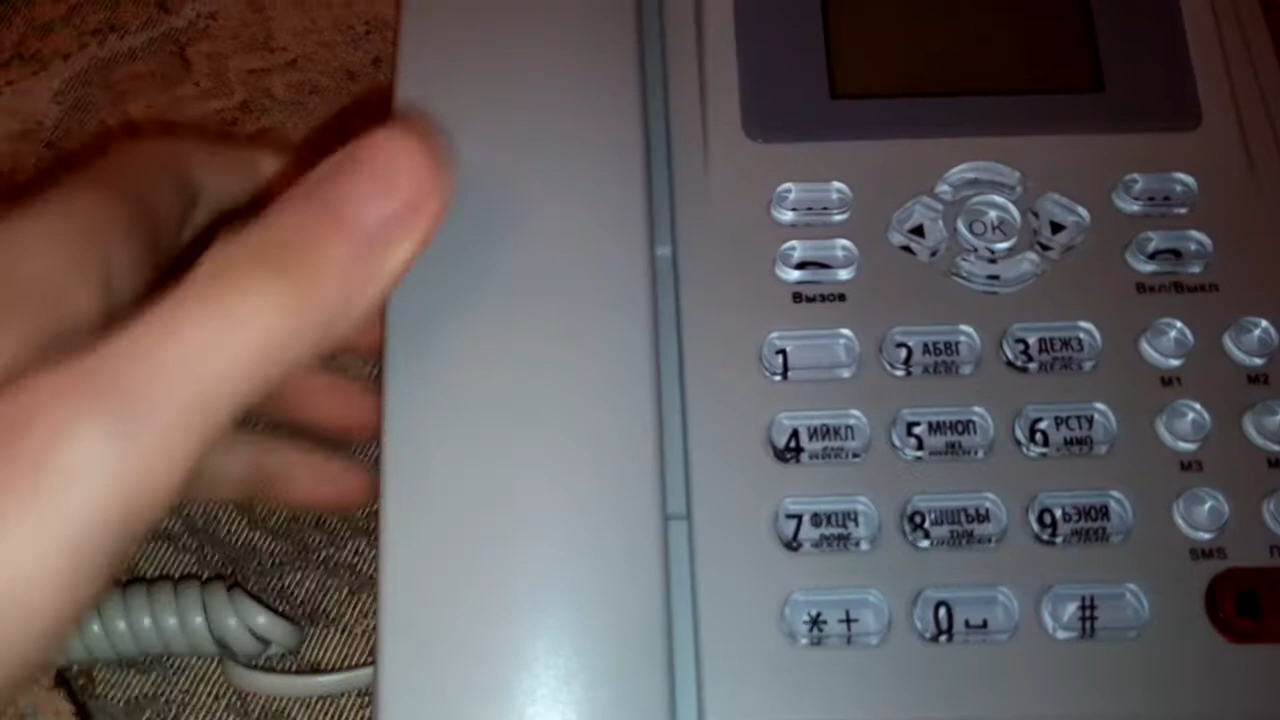 OK
Вызов
Вкл/Выкл
1
2 АБВГ
3 ДЕЖЗ
M1
M2
4 ИЙКЛ
5 МНОП
6 РСТУ
M3
7 ФХЦЧ
8 ШЩЪЫ
9 ЬЭЮЯ
SMS
* +
0
#